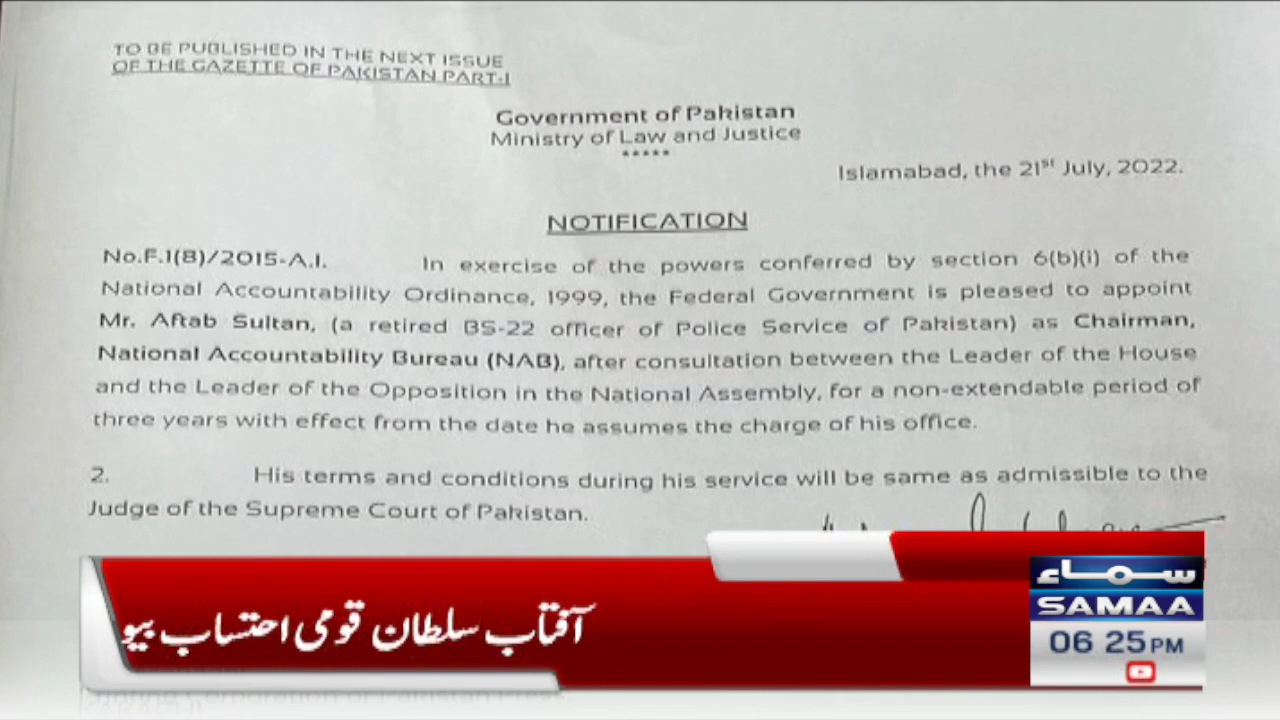 TO BE PUBLISHED IN THE NEXT ISSUE
OF THE GAZETTE OF PAKISTAN PART-I
Government of Pakistan
Ministry of Law and Justice
*****
Islamabad, the 21st July, 2022.
NOTIFICATION
No.F.1(8)/2015-A.I. In exercise of the powers conferred by section 6(b)(i) of the
National Accountability Ordinance, 1999, the Federal Government is pleased to appoint
Mr. Aftab Sultan, (a retired BS-22 officer of Police Service of Pakistan) as Chairman,
National Accountability Bureau (NAB), after consultation between the Leader of the House
and the Leader of the Opposition in the National Assembly, for a non-extendable period of
three years with effect from the date he assumes the charge of his office.
2. His terms and conditions during his service will be same as admissible to the
Judge of the Supreme Court of Pakistan.
آفتاب سلطان قومی احتساب بیو
سماء
SAMAA
06 25 PM